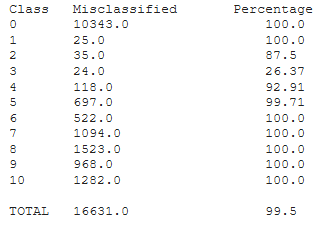 Class Misclassified Percentage
0 10343.0 100.0
1 25.0 100.0
2 35.0 87.5
3 24.0 26.37
4 118.0 92.91
5 697.0 99.71
6 522.0 100.0
7 1094.0 100.0
8 1523.0 100.0
9 968.0 100.0
10 1282.0 100.0
TOTAL 16631.0 99.5